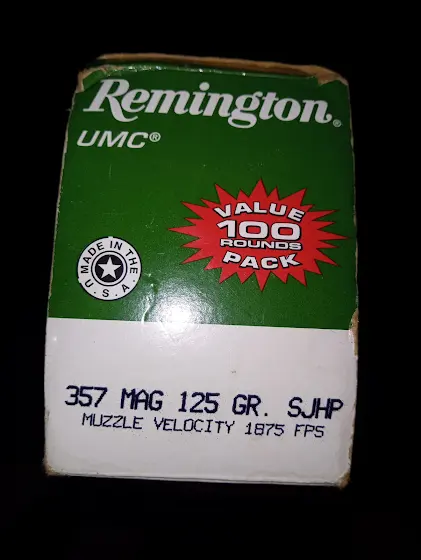 Remington®
UMC®
VALUE
100
ROUNDS
PACK
MADE IN THE
U.S.A.
357 MAG 125 GR. SJHP
MUZZLE VELOCITY 1875 FPS